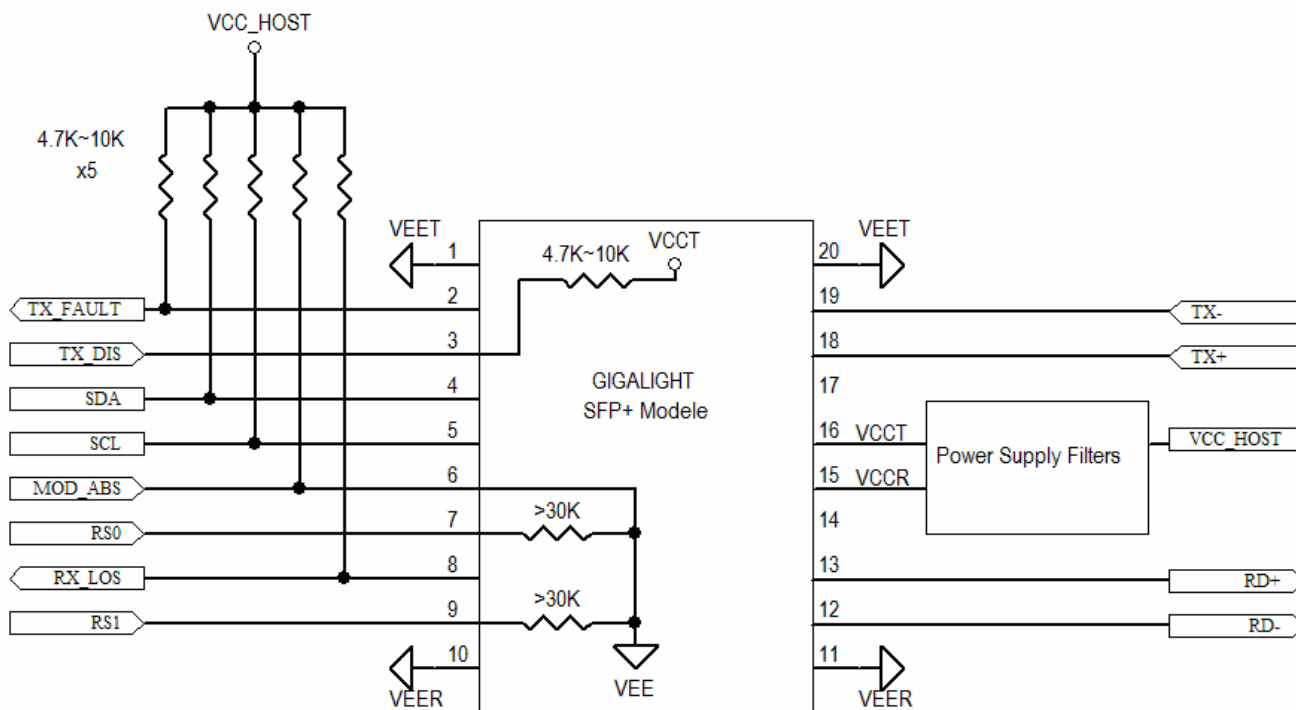 VCC_HOST
4.7K~10K
x5
VEET
1
4.7K~10K
VCCT
20
VEET
TX_FAULT
2
19
TX-
TX_DIS
3
18
TX+
SDA
4
GIGALIGHT
SFP+ Modele
17
SCL
5
16
VCCT
Power Supply Filters
VCC_HOST
MOD_ABS
6
15
VCCR
RS0
7
>30K
14
RX_LOS
8
13
RD+
RS1
9
>30K
12
RD-
10
VEER
VEE
11
VEER